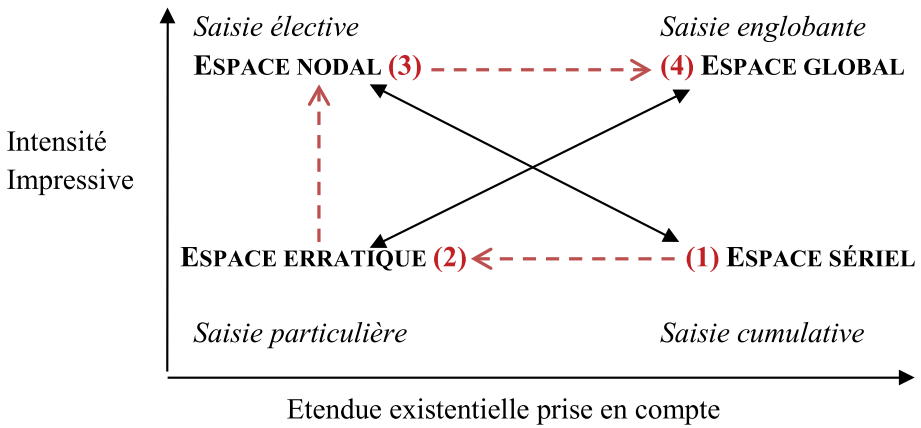 Saisie élective
Saisie englobante
ESPACE NODAL (3)
(4) ESPACE GLOBAL
Intensité
Impressive
ESPACE ERRATIQUE (2)
(1) ESPACE SÉRIEL
Saisie particulière
Saisie cumulative
Etendue existentielle prise en compte